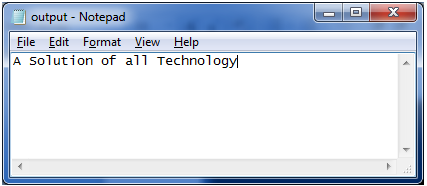 output - Notepad
File Edit Format View Help
A Solution of all Technology